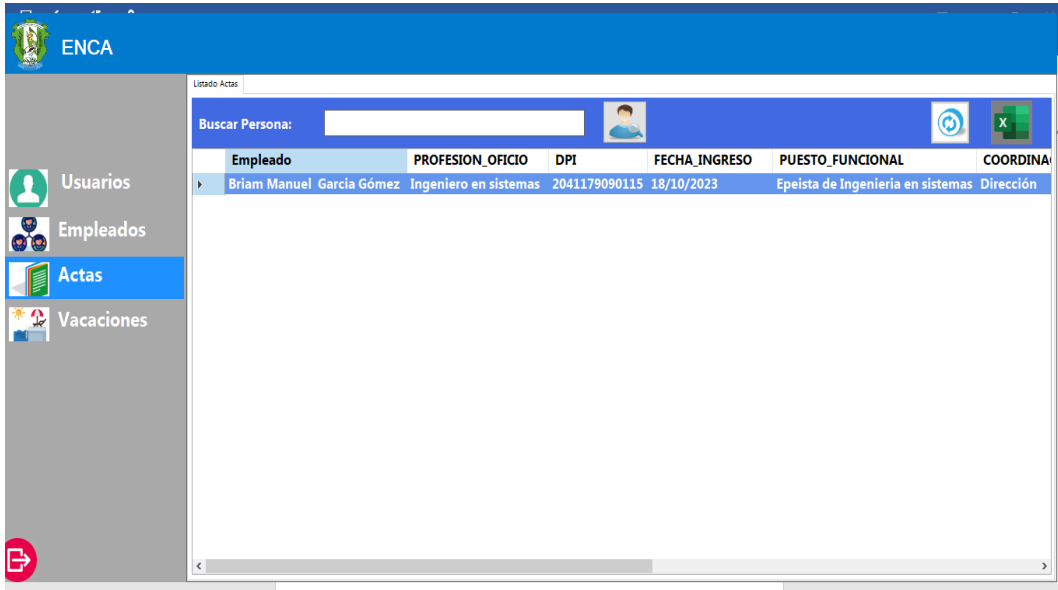 ENCA
Listado Actas
Buscar Persona:
Empleado PROFESION_OFICIO DPI FECHA_INGRESO PUESTO_FUNCIONAL COORDINA
Briam Manuel Garcia Gómez Ingeniero en sistemas 2041179090115 18/10/2023 Epeista de Ingenieria en sistemas Dirección
Usuarios
Empleados
Actas
Vacaciones